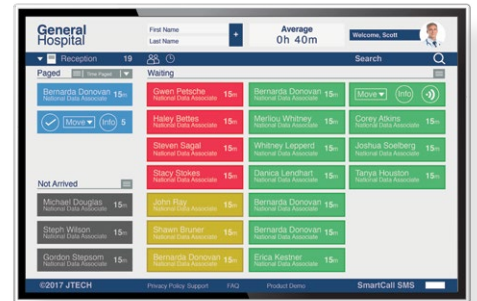 General
Hospital
First Name
Last Name
+
Average
0h 40m
Welcome, Scott
Reception 19
Search
Paged
Time Paged
Waiting
Bernarda Donovan 15m
National Data Associate
Move Info 5
Not Arrived
Michael Douglas 15m
National Data Associate
Steph Wilson 15m
National Data Associate
Gordon Stepsom 15m
National Data Associate
Gwen Petsche 15m
National Data Associate
Haley Bettes 15m
National Data Associate
Steven Sagal 15m
National Data Associate
Stacy Stokes 15m
National Data Associate
John Ray 15m
National Data Associate
Shawn Bruner 15m
National Data Associate
Bernarda Donovan 15m
National Data Associate
Bernarda Donovan 15m
National Data Associate
Merliou Whitney 15m
National Data Associate
Whitney Lepperd 15m
National Data Associate
Danica Lendhart 15m
National Data Associate
Bernarda Donovan 15m
National Data Associate
Bernarda Donovan 15m
National Data Associate
Erica Kestner 15m
National Data Associate
Move Info
Corey Atkins 15m
National Data Associate
Joshua Soelberg 15m
National Data Associate
Tanya Houston 15m
National Data Associate
©2017 JTECH
Privacy Policy Support FAQ Product Demo
SmartCall SMS